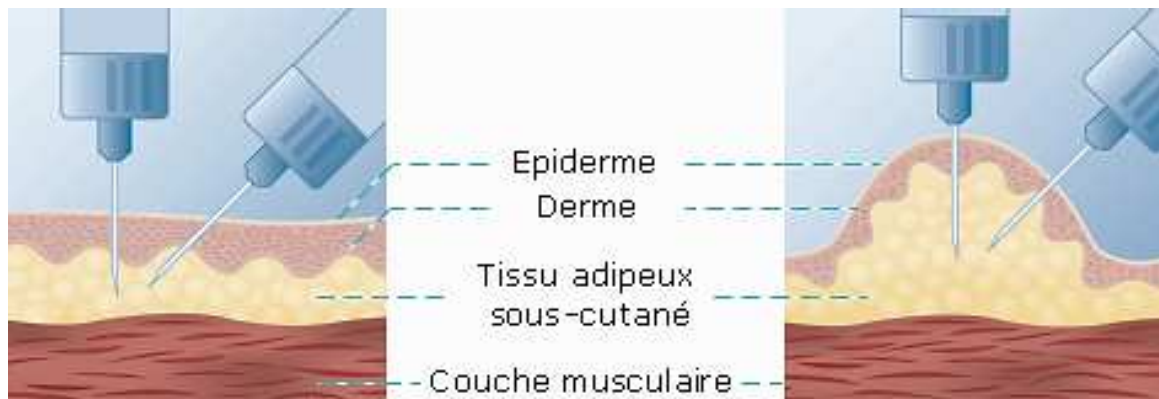 Epiderme
Derme
Tissu adipeux
sous-cutané
Couche musculaire